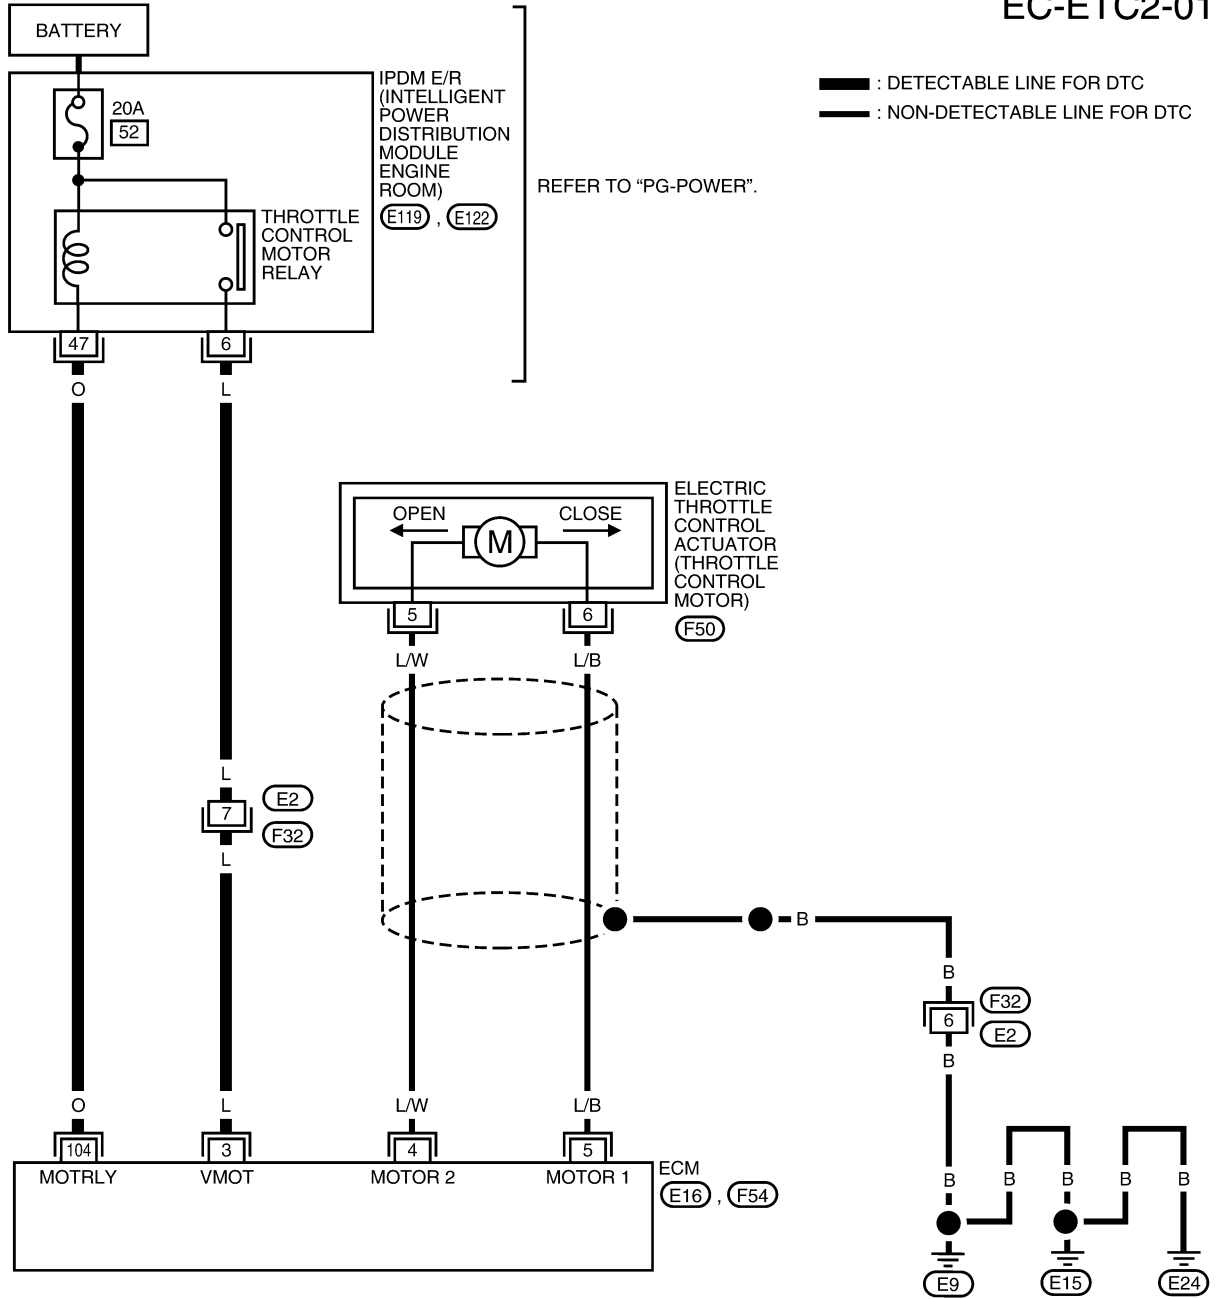 EC-ETC2-01
BATTERY
: DETECTABLE LINE FOR DTC
: NON-DETECTABLE LINE FOR DTC
20A
52
IPDM E/R
(INTELLIGENT
POWER
DISTRIBUTION
MODULE
ENGINE
ROOM)
E119 , E122
REFER TO “PG-POWER”.
THROTTLE
CONTROL
MOTOR
RELAY
47
6
O
L
OPEN
CLOSE
M
ELECTRIC
THROTTLE
CONTROL
ACTUATOR
(THROTTLE
CONTROL
MOTOR)
F50
5
6
L/W
L/B
L
7
E2
F32
L
B
B
6
F32
E2
B
O
L
L/W
L/B
104
3
4
5
MOTRLY
VMOT
MOTOR 2
MOTOR 1
ECM
E16 , F54
B
B
B
B
B
E9
E15
E24